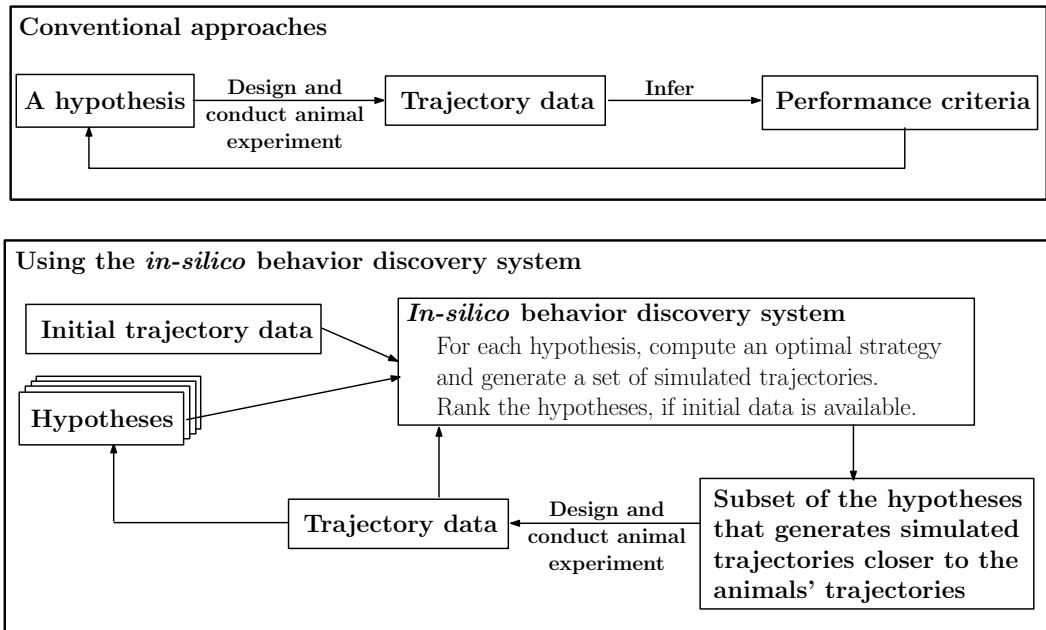 Conventional approaches
A hypothesis
Design and
conduct animal
experiment
Trajectory data
Infer
Performance criteria
Using the in-silico behavior discovery system
Initial trajectory data
Hypotheses
In-silico behavior discovery system
For each hypothesis, compute an optimal strategy
and generate a set of simulated trajectories.
Rank the hypotheses, if initial data is available.
Trajectory data
Design and
conduct animal
experiment
Subset of the hypotheses
that generates simulated
trajectories closer to the
animals' trajectories